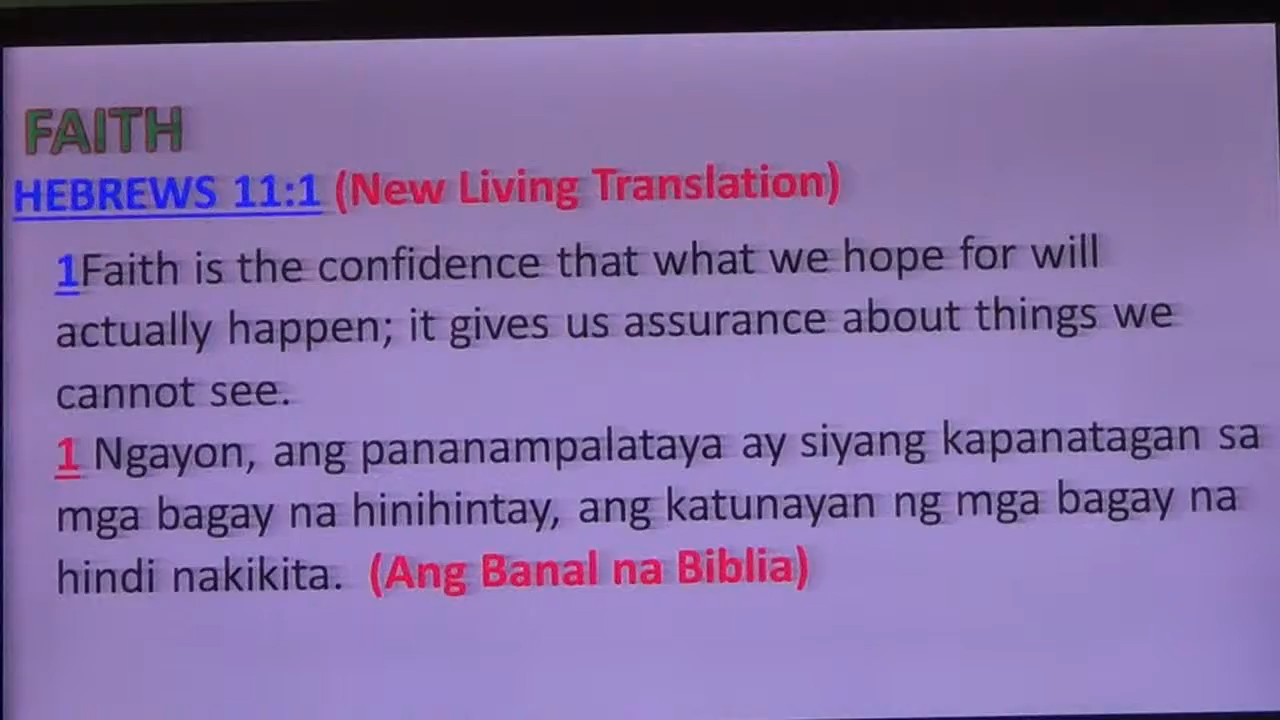 FAITH
HEBREWS 11:1 (New Living Translation)
1Faith is the confidence that what we hope for will
actually happen; it gives us assurance about things we
cannot see.
1 Ngayon, ang pananampalataya ay siyang kapanatagan sa
mga bagay na hinihintay, ang katunayan ng mga bagay na
hindi nakikita. (Ang Banal na Biblia)